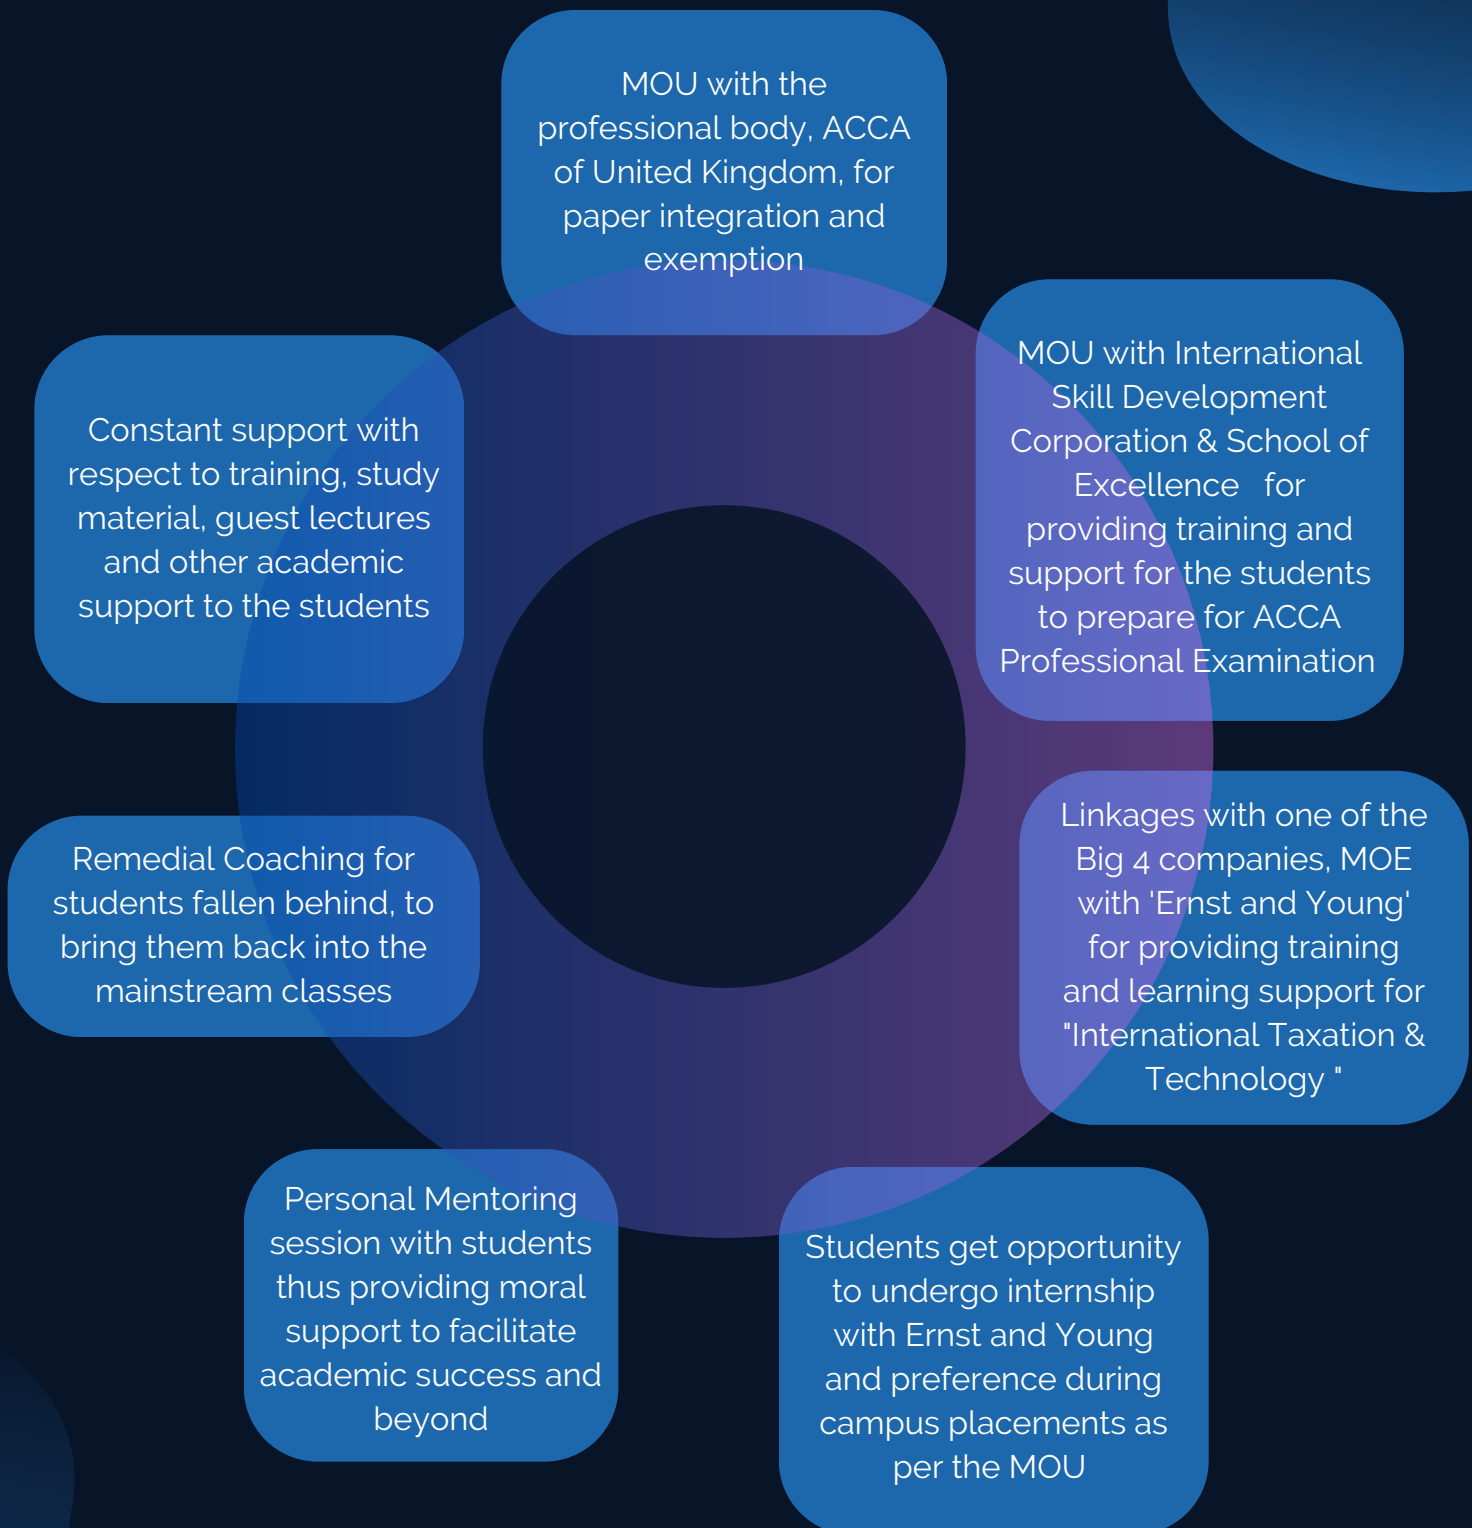 MOU with the
professional body, ACCA
of United Kingdom, for
paper integration and
exemption
MOU with International
Skill Development
Corporation & School of
Excellence for
providing training and
support for the students
to prepare for ACCA
Professional Examination
Linkages with one of the
Big 4 companies, MOE
with 'Ernst and Young'
for providing training
and learning support for
"International Taxation &
Technology "
Students get opportunity
to undergo internship
with Ernst and Young
and preference during
campus placements as
per the MOU
Personal Mentoring
session with students
thus providing moral
support to facilitate
academic success and
beyond
Remedial Coaching for
students fallen behind, to
bring them back into the
mainstream classes
Constant support with
respect to training, study
material, guest lectures
and other academic
support to the students